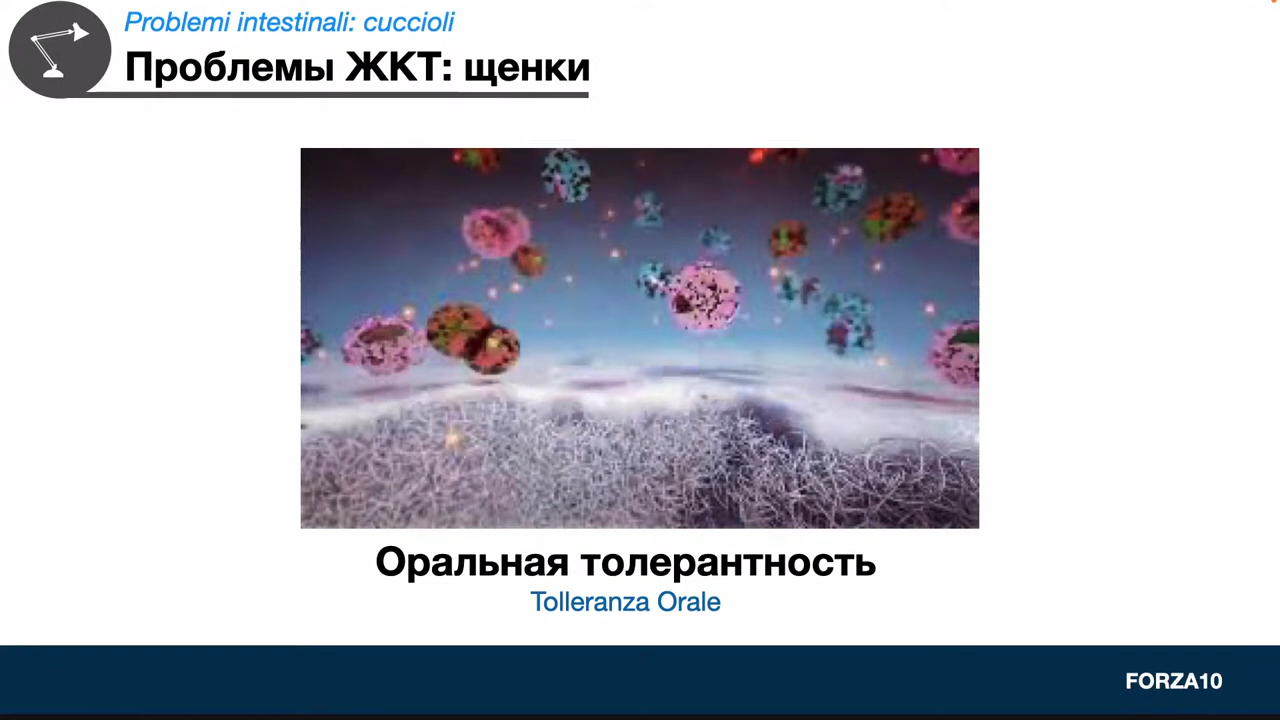 Problemi intestinali: cuccioli
Проблемы ЖКТ: щенки
Оральная толерантность
Tolleranza Orale
FORZA10